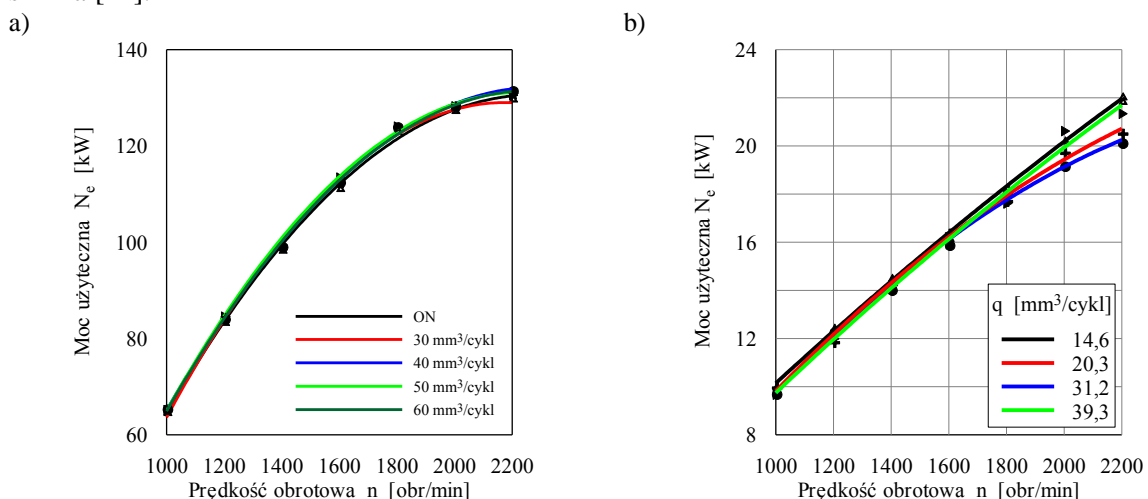 a)
b)
140
120
100
80
60
Moc użyteczna Nₑ [kW]
ON
30 mm³/cykl
40 mm³/cykl
50 mm³/cykl
60 mm³/cykl
1000 1200 1400 1600 1800 2000 2200
Prędkość obrotowa n [obr/min]
24
20
16
12
8
Moc użyteczna Nₑ [kW]
q [mm³/cykl]
14,6
20,3
31,2
39,3
1000 1200 1400 1600 1800 2000 2200
Prędkość obrotowa n [obr/min]